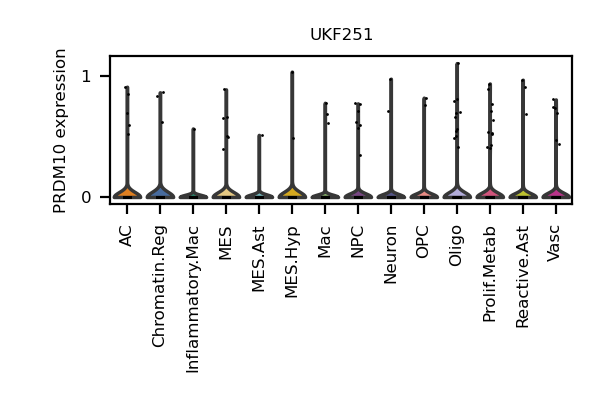 UKF251
PRDM10 expression
1
0
AC
Chromatin.Reg
Inflammatory.Mac
MES
MES.Ast
MES.Hyp
Mac
NPC
Neuron
OPC
Oligo
Prolif.Metab
Reactive.Ast
Vasc